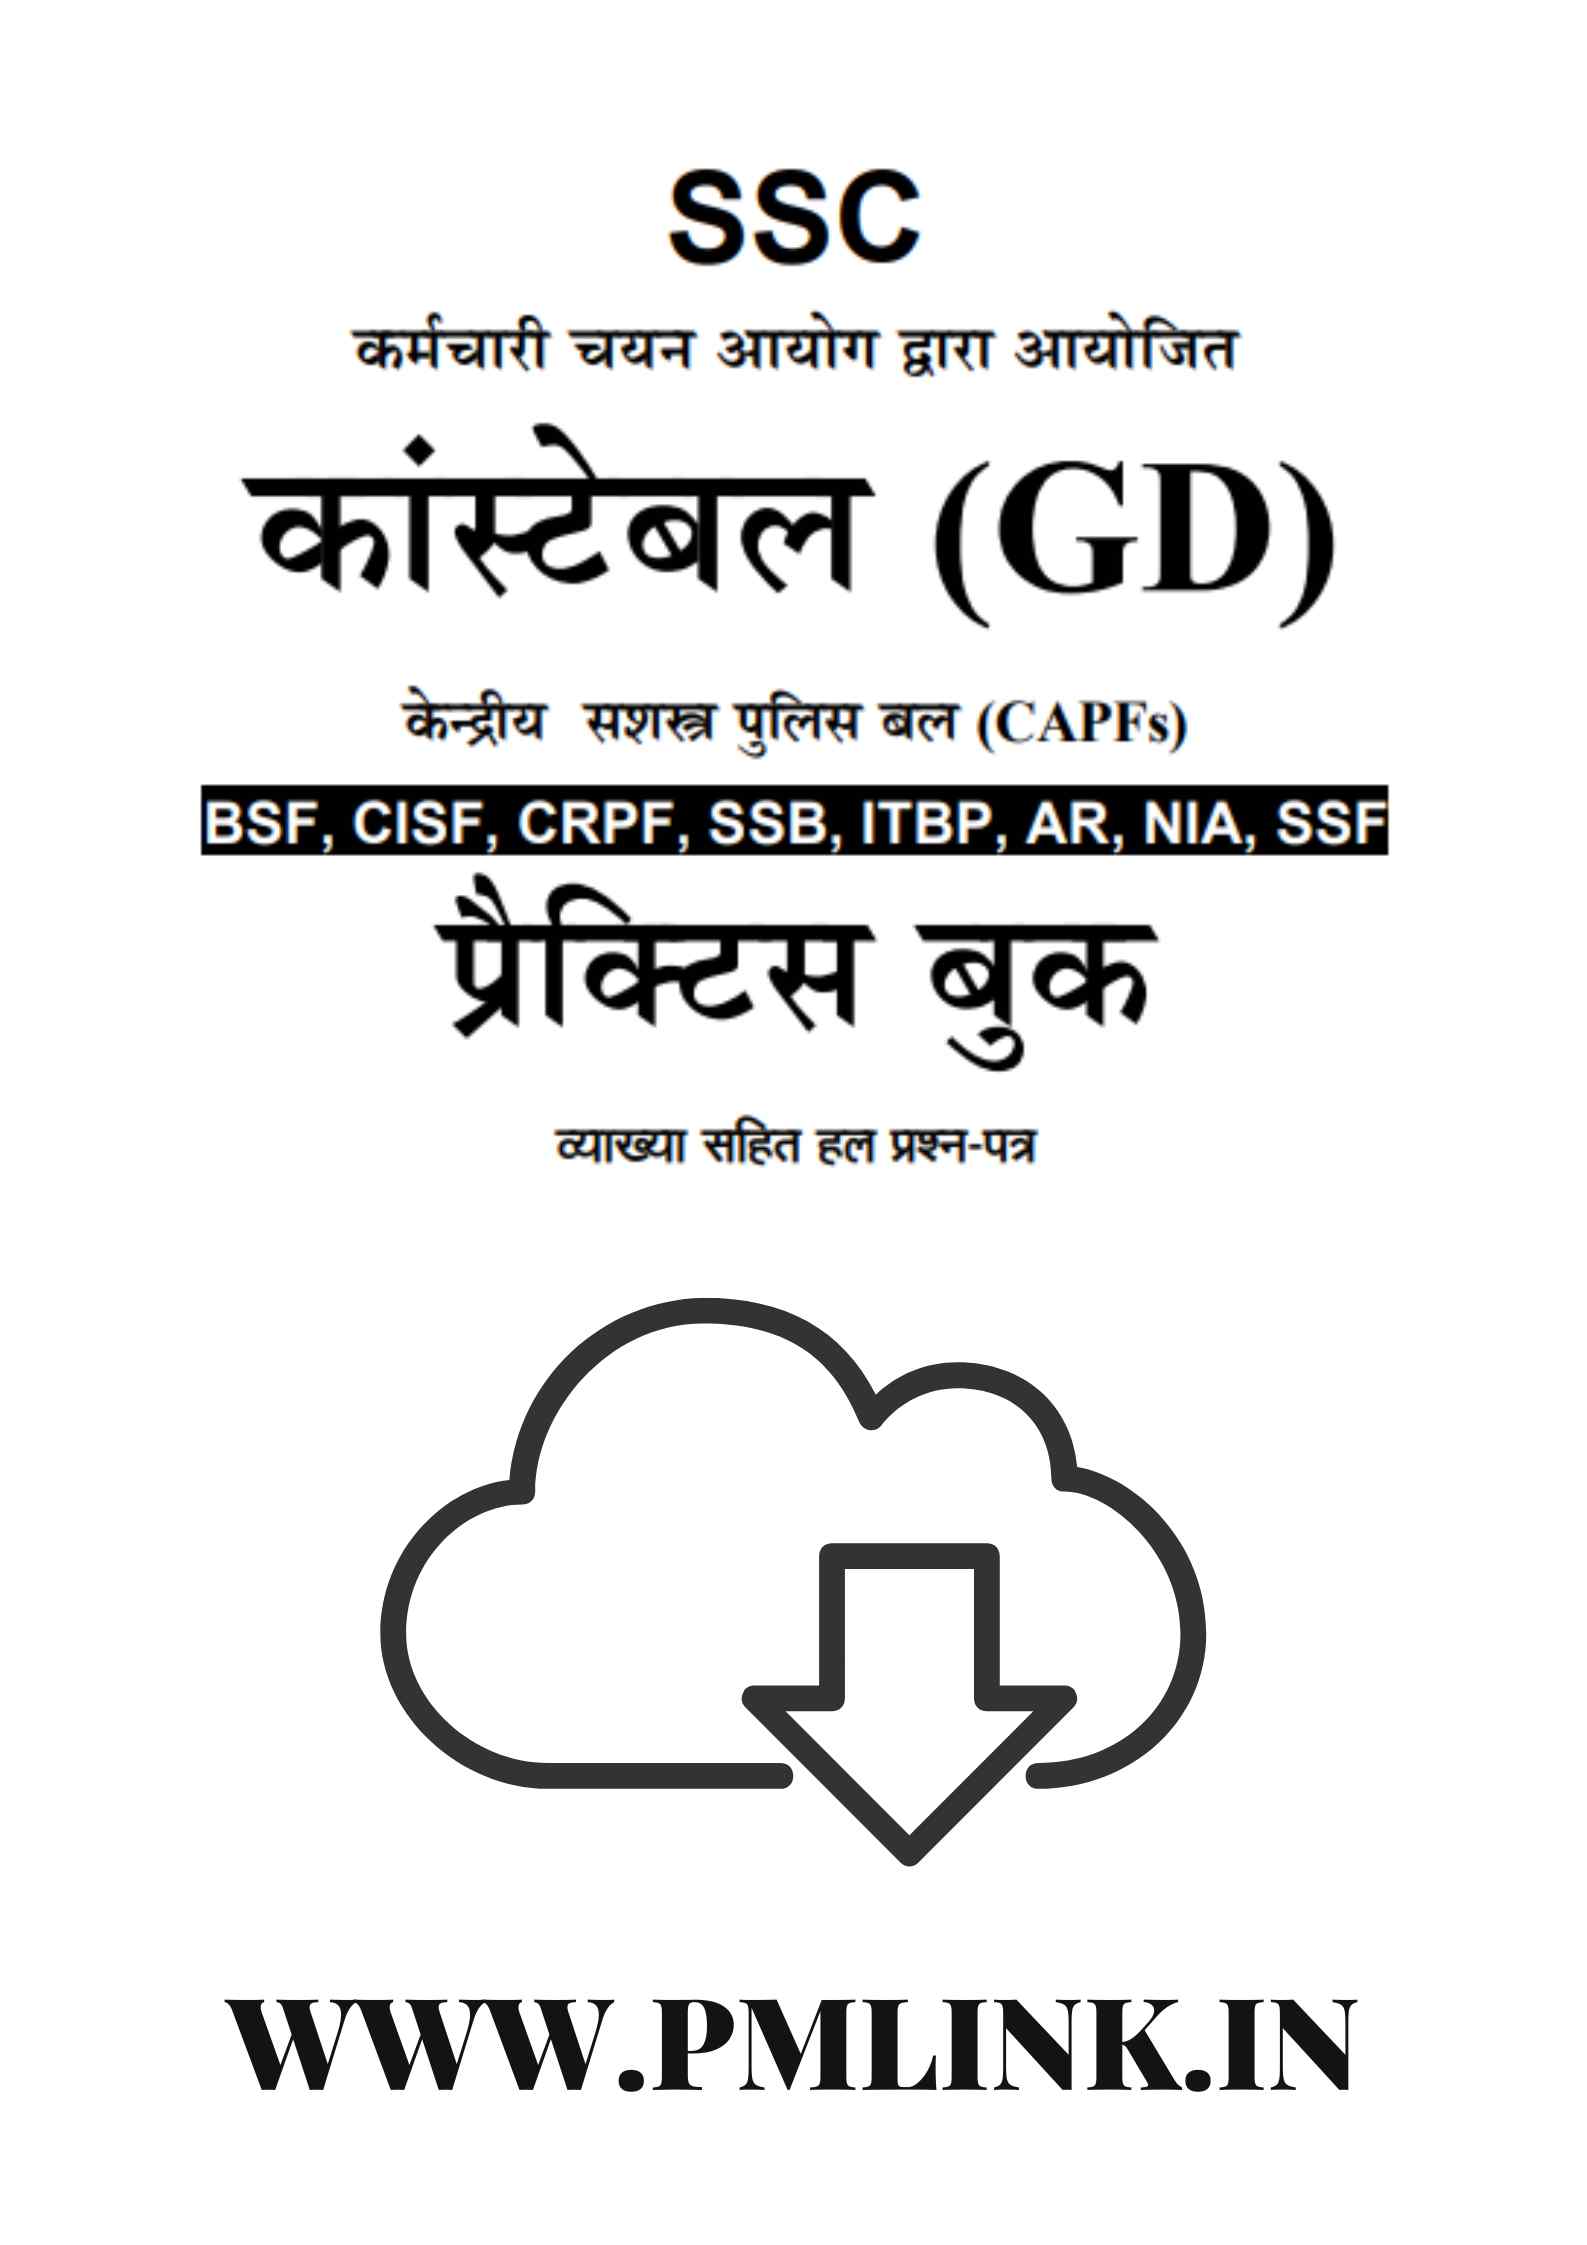 SSC
कर्मचारी चयन आयोग द्वारा आयोजित
कांस्टेबल (GD)
केन्द्रीय सशस्त्र पुलिस बल (CAPFs)
BSF, CISF, CRPF, SSB, ITBP, AR, NIA, SSF
प्रैक्टिस बुक
व्याख्या सहित हल प्रश्न-पत्र
WWW.PMLINK.IN